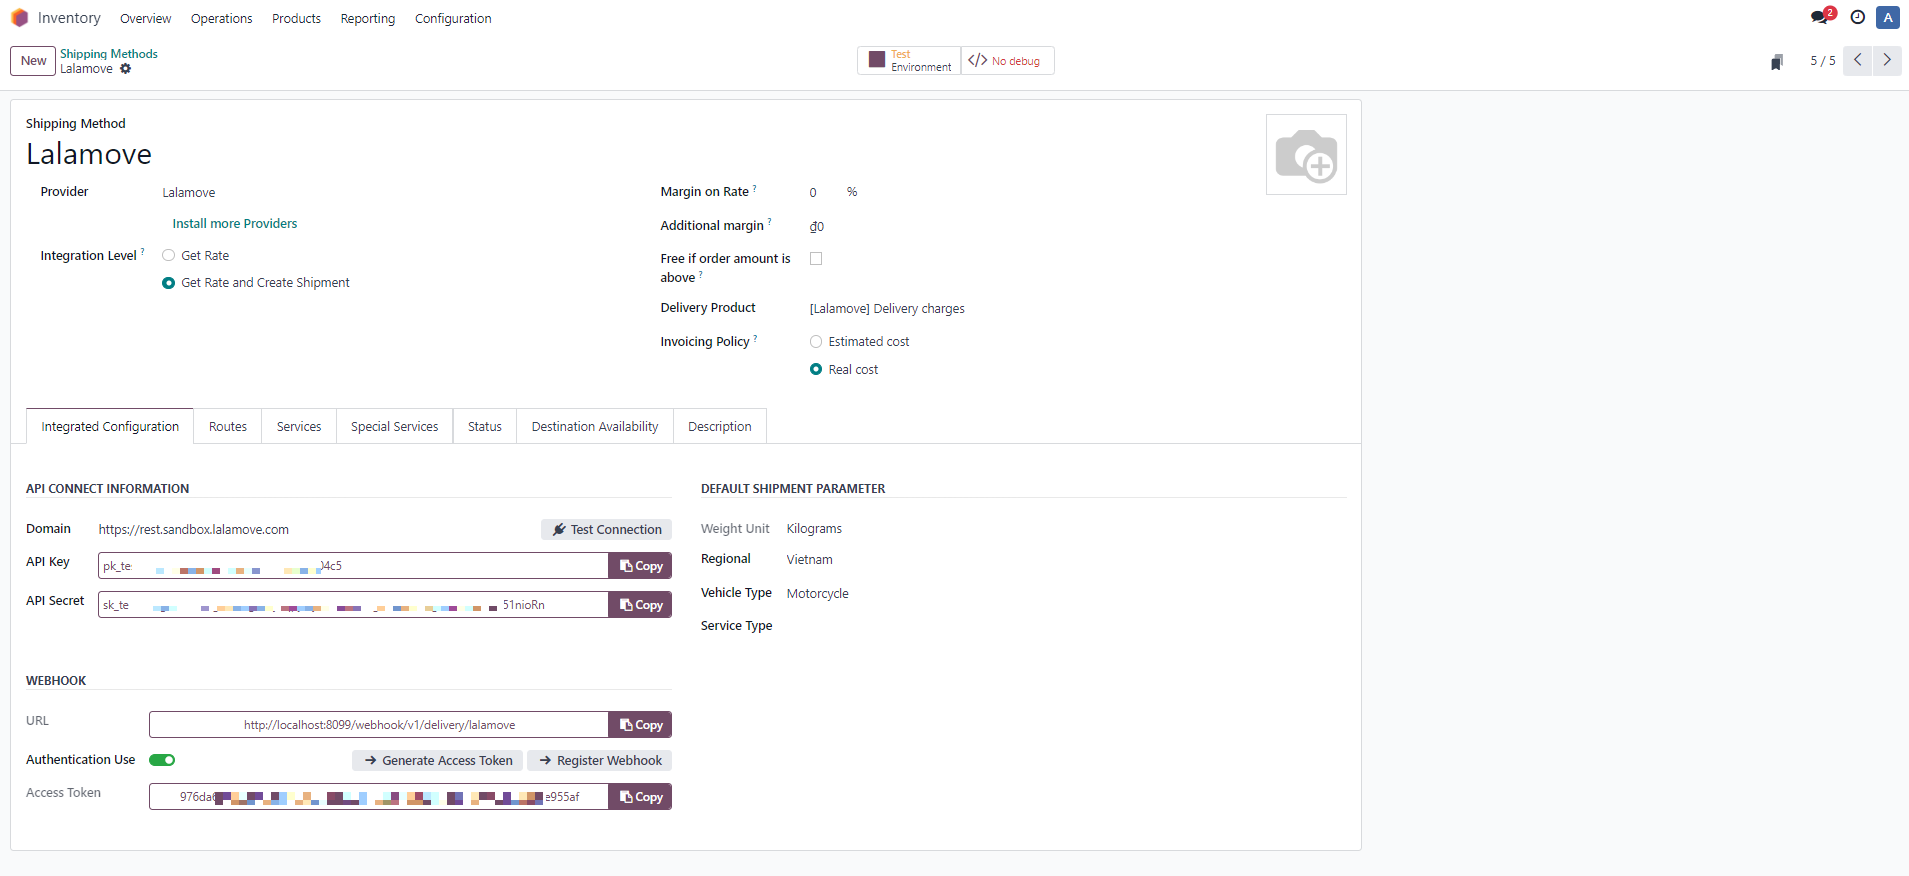 Inventory Overview Operations Products Reporting Configuration 2 A
New Shipping Methods
Lalamove
Test
Environment
</> No debug
5 / 5
Shipping Method
Lalamove
Provider Lalamove
Install more Providers
Integration Level ? Get Rate
Get Rate and Create Shipment
Margin on Rate ? 0 %
Additional margin ? ₫0
Free if order amount is
above ?
Delivery Product [Lalamove] Delivery charges
Invoicing Policy ? Estimated cost
Real cost
Integrated Configuration Routes Services Special Services Status Destination Availability Description
API CONNECT INFORMATION
Domain https://rest.sandbox.lalamove.com Test Connection
API Key pk_te 04c5 Copy
API Secret sk_te 51nioRn Copy
DEFAULT SHIPMENT PARAMETER
Weight Unit Kilograms
Regional Vietnam
Vehicle Type Motorcycle
Service Type
WEBHOOK
URL http://localhost:8099/webhook/v1/delivery/lalamove Copy
Authentication Use Generate Access Token Register Webhook
Access Token 976da e955af Copy